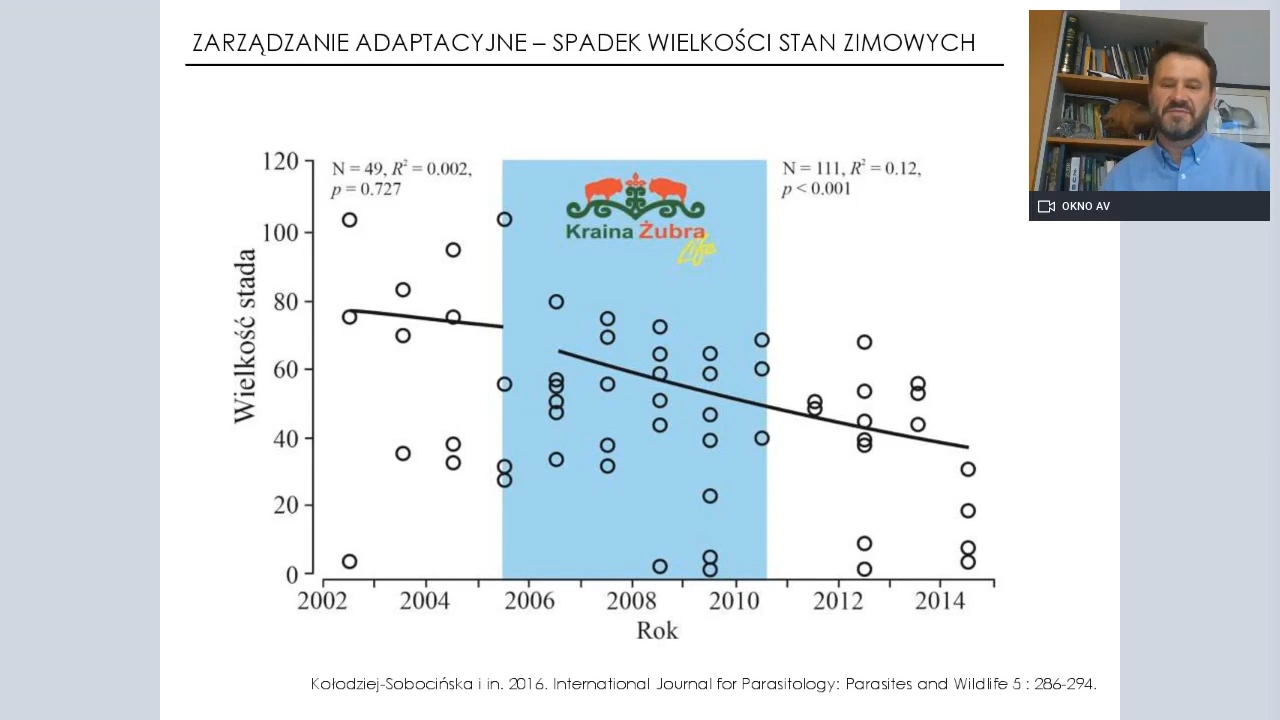 ZARZĄDZANIE ADAPTACYJNE – SPADEK WIELKOŚCI STAN ZIMOWYCH
OKNO AV
N = 49, R² = 0.002,
p = 0.727
N = 111, R² = 0.12,
p < 0.001
Kraina Żubra
Life
Wielkość stada
120
100
80
60
40
20
0
2002 2004 2006 2008 2010 2012 2014
Rok
Kołodziej-Sobocińska i in. 2016. International Journal for Parasitology: Parasites and Wildlife 5 : 286-294.